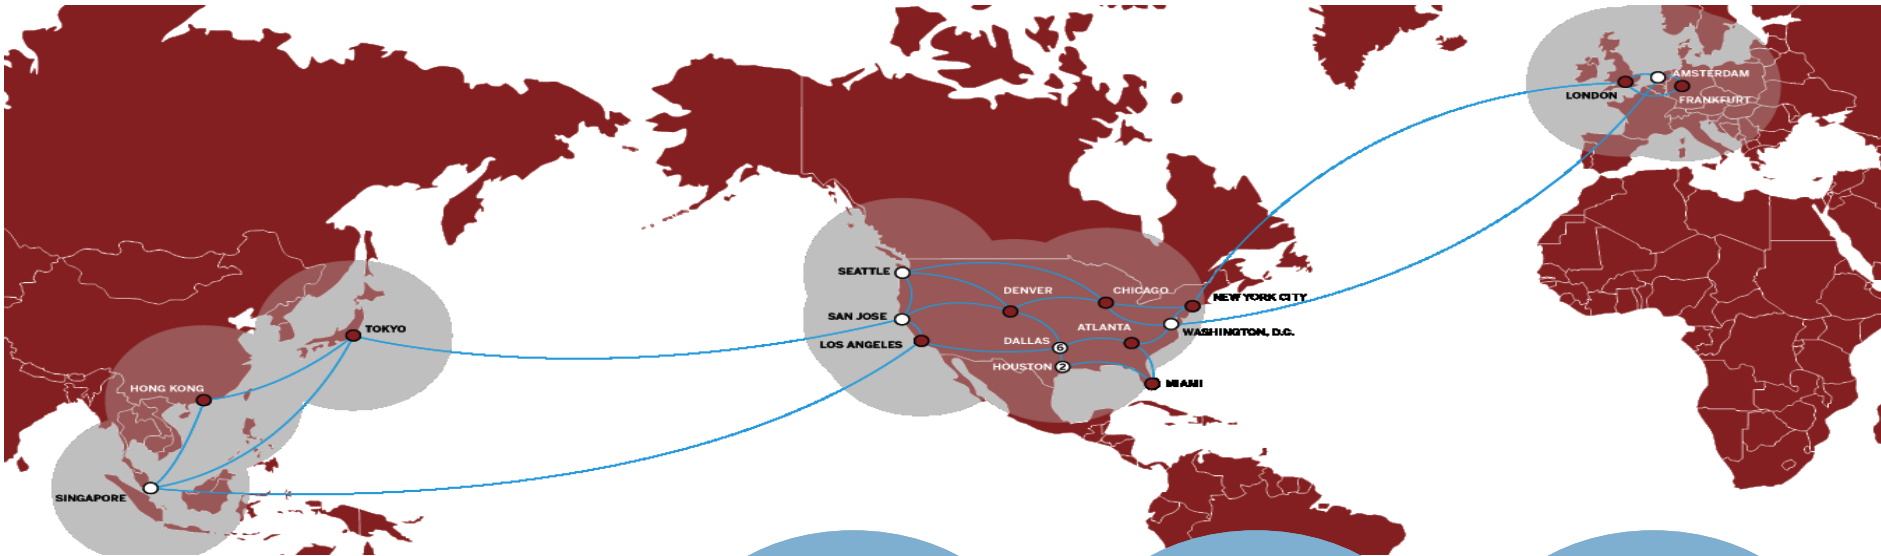 AMSTERDAM
LONDON
FRANKFURT
SEATTLE
DENVER
CHICAGO
NEW YORK CITY
SAN JOSE
TOKYO
ATLANTA
WASHINGTON, D.C.
LOS ANGELES
DALLAS
6
HOUSTON
2
MIAMI
HONG KONG
SINGAPORE